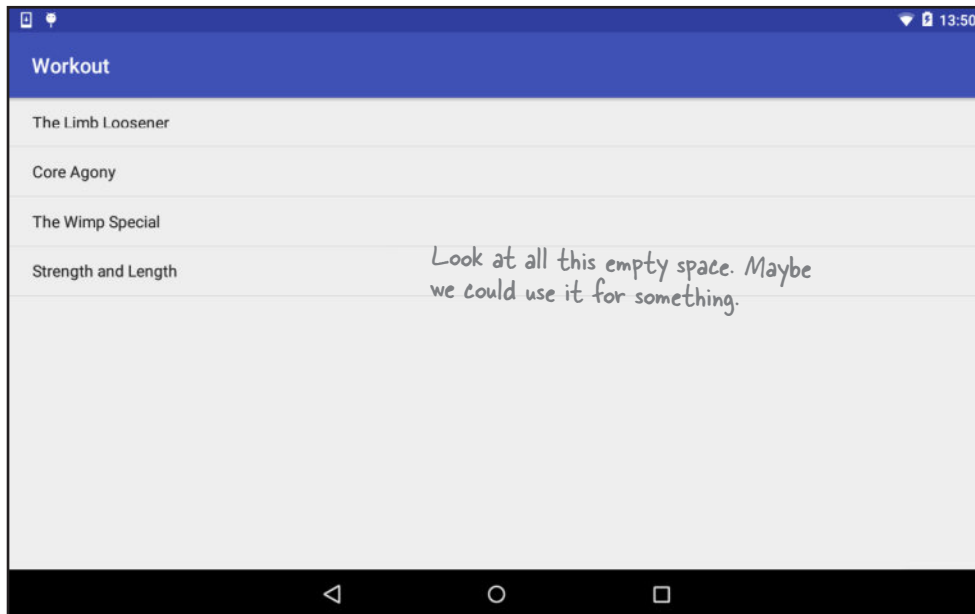 13:50
Workout
The Limb Loosener
Core Agony
The Wimp Special
Strength and Length
Look at all this empty space. Maybe
we could use it for something.